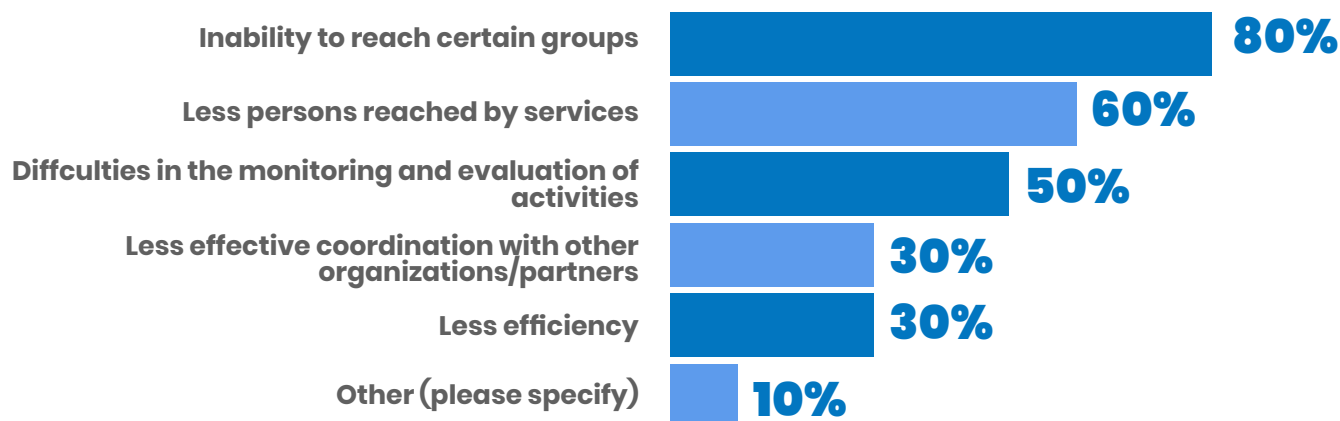 Inability to reach certain groups 80%
Less persons reached by services 60%
Diffculties in the monitoring and evaluation of
activities 50%
Less effective coordination with other
organizations/partners 30%
Less efficiency 30%
Other (please specify) 10%